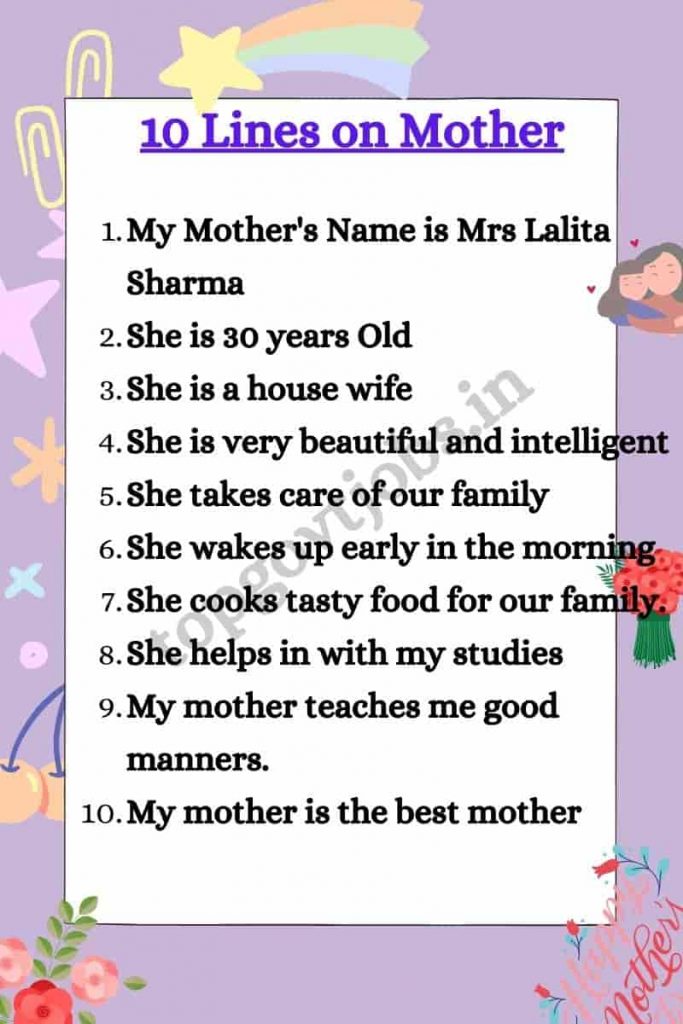 10 Lines on Mother
1. My Mother's Name is Mrs Lalita
Sharma
2. She is 30 years Old
3. She is a house wife
4. She is very beautiful and intelligent
5. She takes care of our family
6. She wakes up early in the morning
7. She cooks tasty food for our family.
8. She helps in with my studies
9. My mother teaches me good
manners.
10. My mother is the best mother
topgovtjobs.in
Happy
Mother's